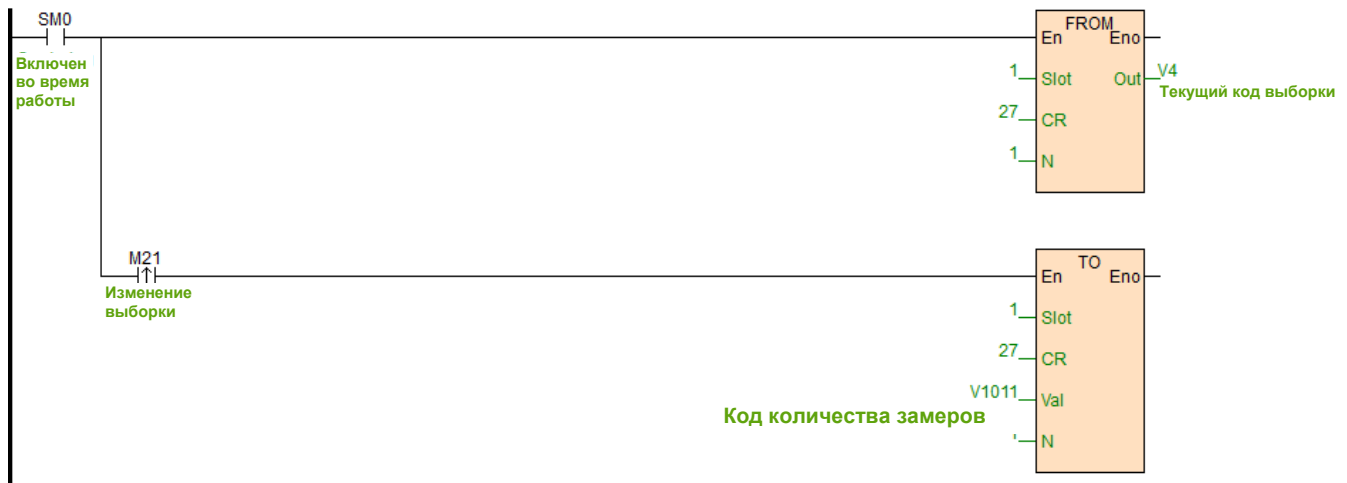 SM0
Включен
во время
работы
FROM
En
Eno
1
Slot
Out
V4
Текущий код выборки
27
CR
1
N
M21
Изменение
выборки
TO
En
Eno
1
Slot
27
CR
V1011
Val
Код количества замеров
'
N